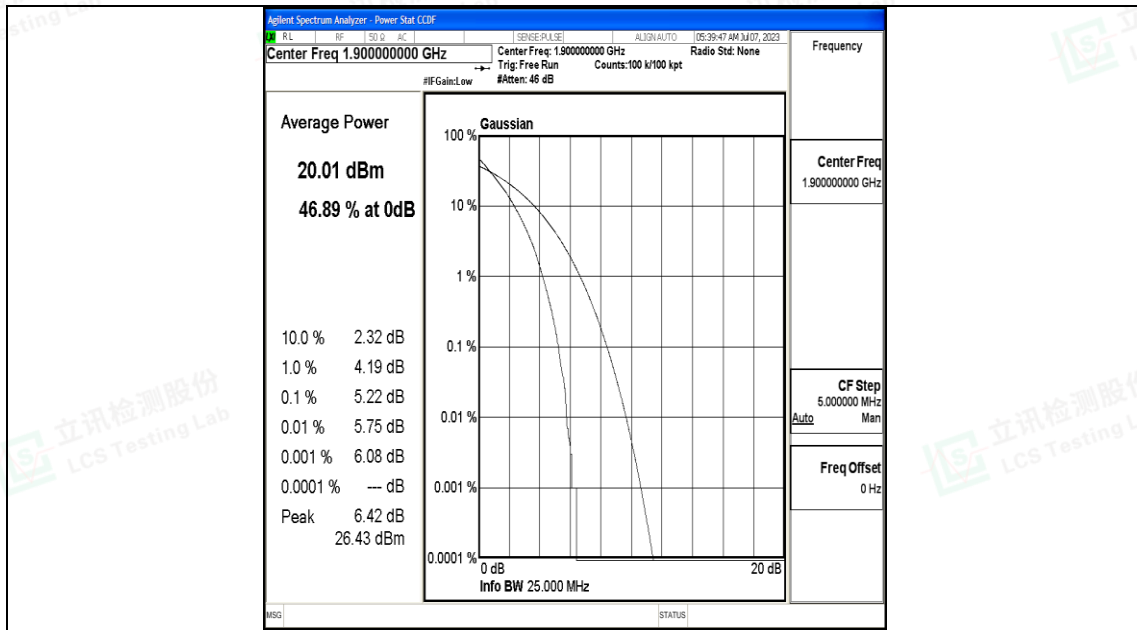 Agilent Spectrum Analyzer - Power Stat CCDF
RL RF 50 Ω AC SENSE:PULSE ALIGN AUTO 05:39:47 AM Jul 07, 2023
Center Freq 1.900000000 GHz
Center Freq: 1.900000000 GHz Radio Std: None
Trig: Free Run Counts:100 k/100 kpt
#IFGain:Low #Atten: 46 dB
Frequency
Average Power
20.01 dBm
46.89 % at 0dB
10.0 % 2.32 dB
1.0 % 4.19 dB
0.1 % 5.22 dB
0.01 % 5.75 dB
0.001 % 6.08 dB
0.0001 % --- dB
Peak 6.42 dB
26.43 dBm
Gaussian
100 %
10 %
1 %
0.1 %
0.01 %
0.001 %
0.0001 %
0 dB 20 dB
Info BW 25.000 MHz
Center Freq
1.900000000 GHz
CF Step
5.000000 MHz
Auto Man
Freq Offset
0 Hz
MSG STATUS
立讯检测股份
LCS Testing Lab
立讯检测股份
LCS Testing L